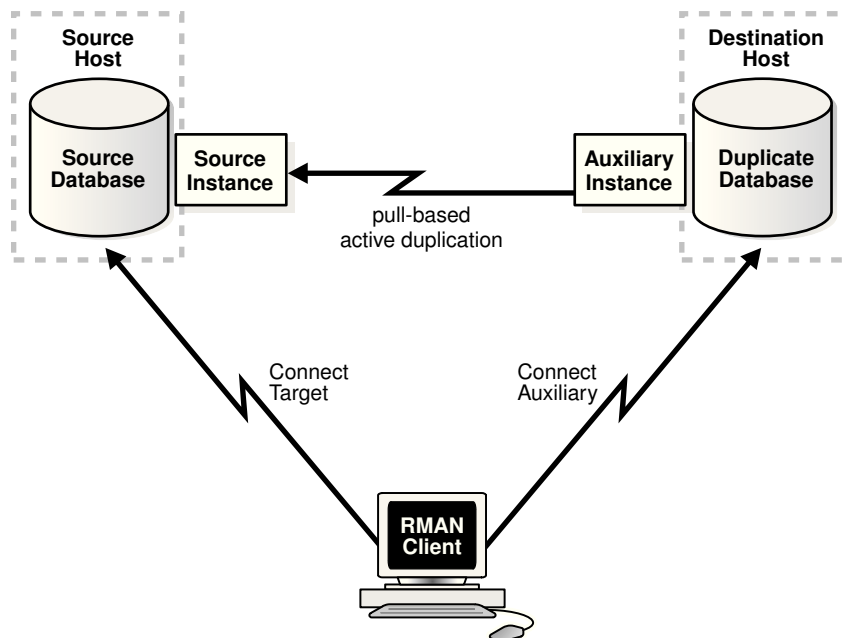 Source
Host
Destination
Host
Source
Database
Source
Instance
Auxiliary
Instance
Duplicate
Database
pull-based
active duplication
Connect
Target
Connect
Auxiliary
RMAN
Client